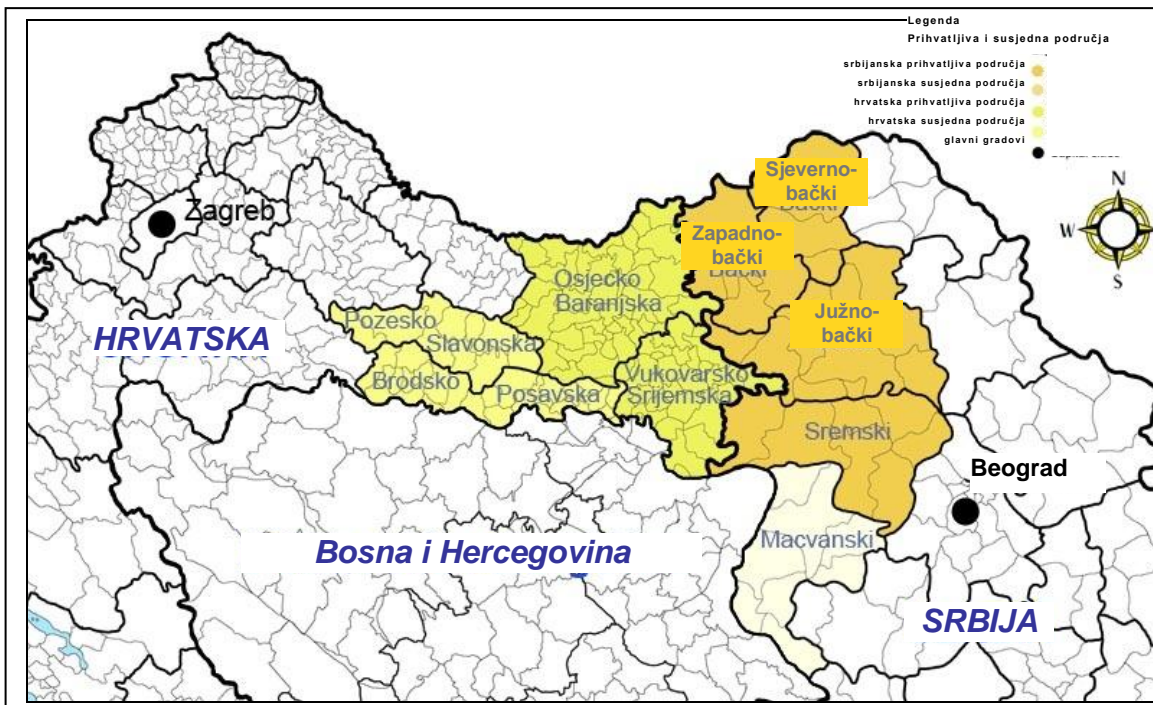 Legenda
Prihvatljiva i susjedna područja
srbijanska prihvatljiva područja
srbijanska susjedna područja
hrvatska prihvatljiva područja
hrvatska susjedna područja
glavni gradovi
N
W
S
Zagreb
HRVATSKA
Sjeverno-
bački
Zapadno-
bački
Južno-
bački
Osjecko
Baranjska
Pozesko
Slavonska
Brodsko
Posavska
Vukovarsko
Srijemska
Sremski
Beograd
Macvanski
Bosna i Hercegovina
SRBIJA